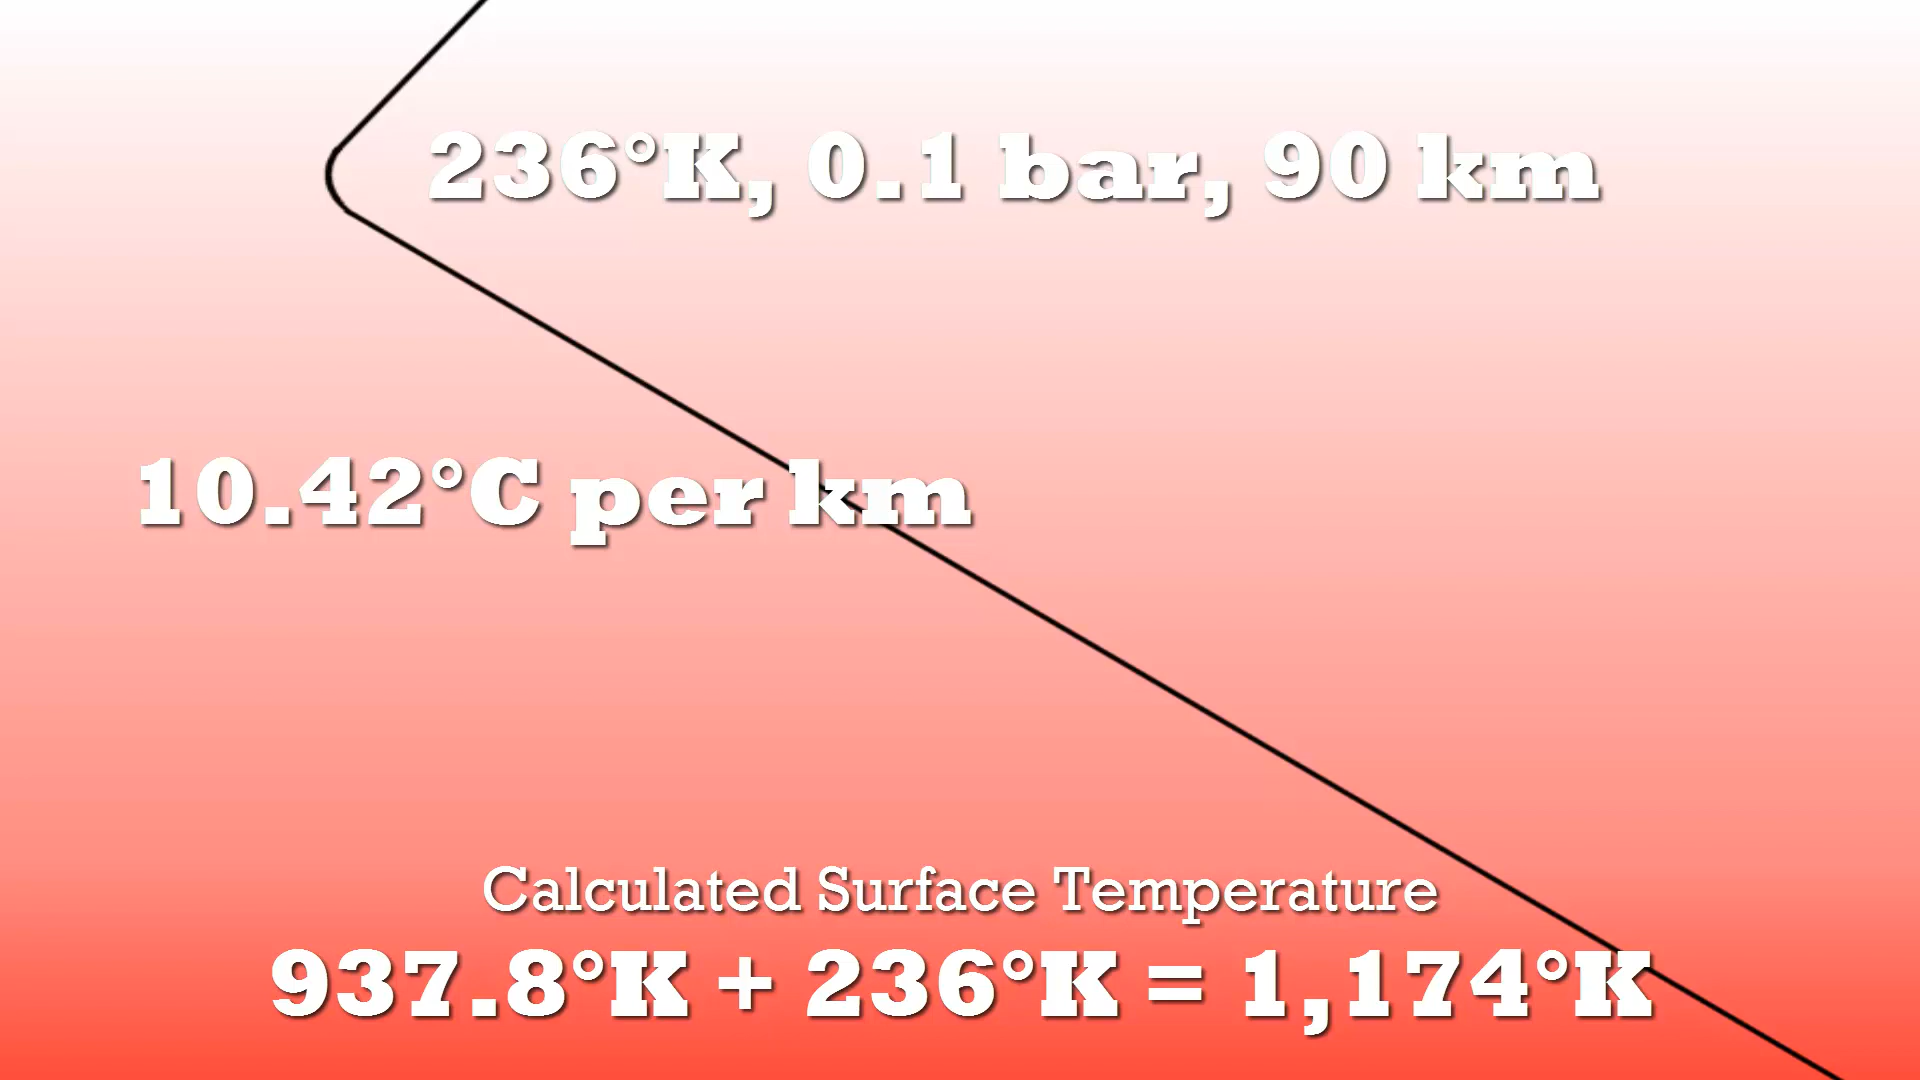 236°K, 0.1 bar, 90 km
10.42°C per km
Calculated Surface Temperature
937.8°K + 236°K = 1,174°K